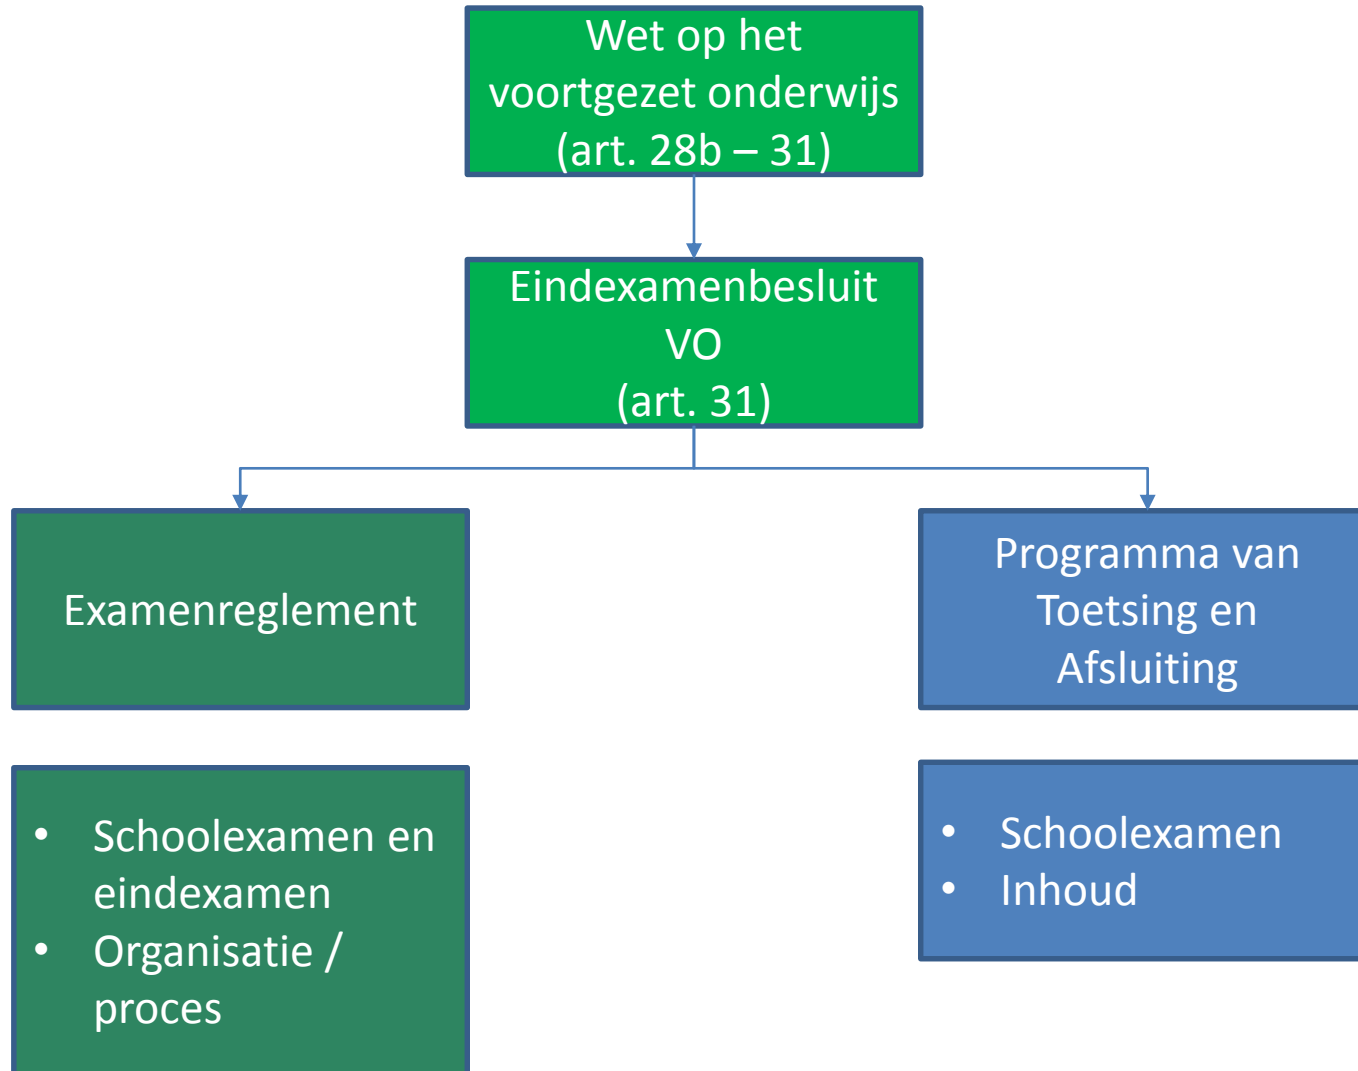 Wet op het
voortgezet onderwijs
(art. 28b – 31)
Eindexamenbesluit
VO
(art. 31)
Examenreglement
Programma van
Toetsing en
Afsluiting
• Schoolexamen en
eindexamen
• Organisatie /
proces
• Schoolexamen
• Inhoud